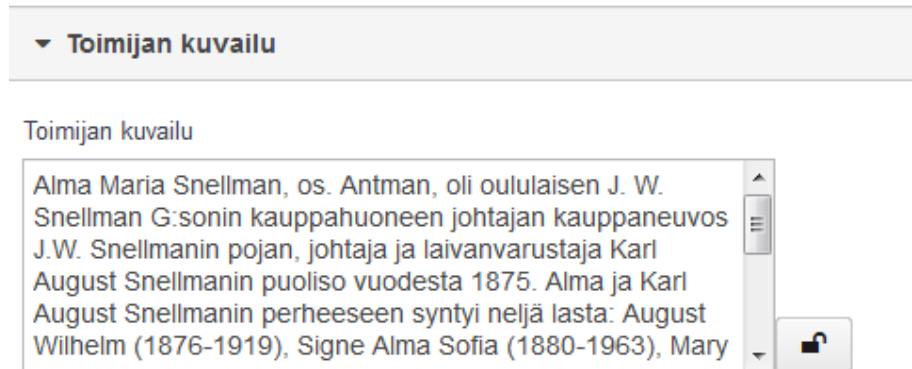 Toimijan kuvailu
Toimijan kuvailu
Alma Maria Snellman, os. Antman, oli oululaisen J. W.
Snellman G:sonin kauppahuoneen johtajan kauppaneuvos
J.W. Snellmanin pojan, johtaja ja laivanvarustaja Karl
August Snellmanin puoliso vuodesta 1875. Alma ja Karl
August Snellmanin perheeseen syntyi neljä lasta: August
Wilhelm (1876-1919), Signe Alma Sofia (1880-1963), Mary